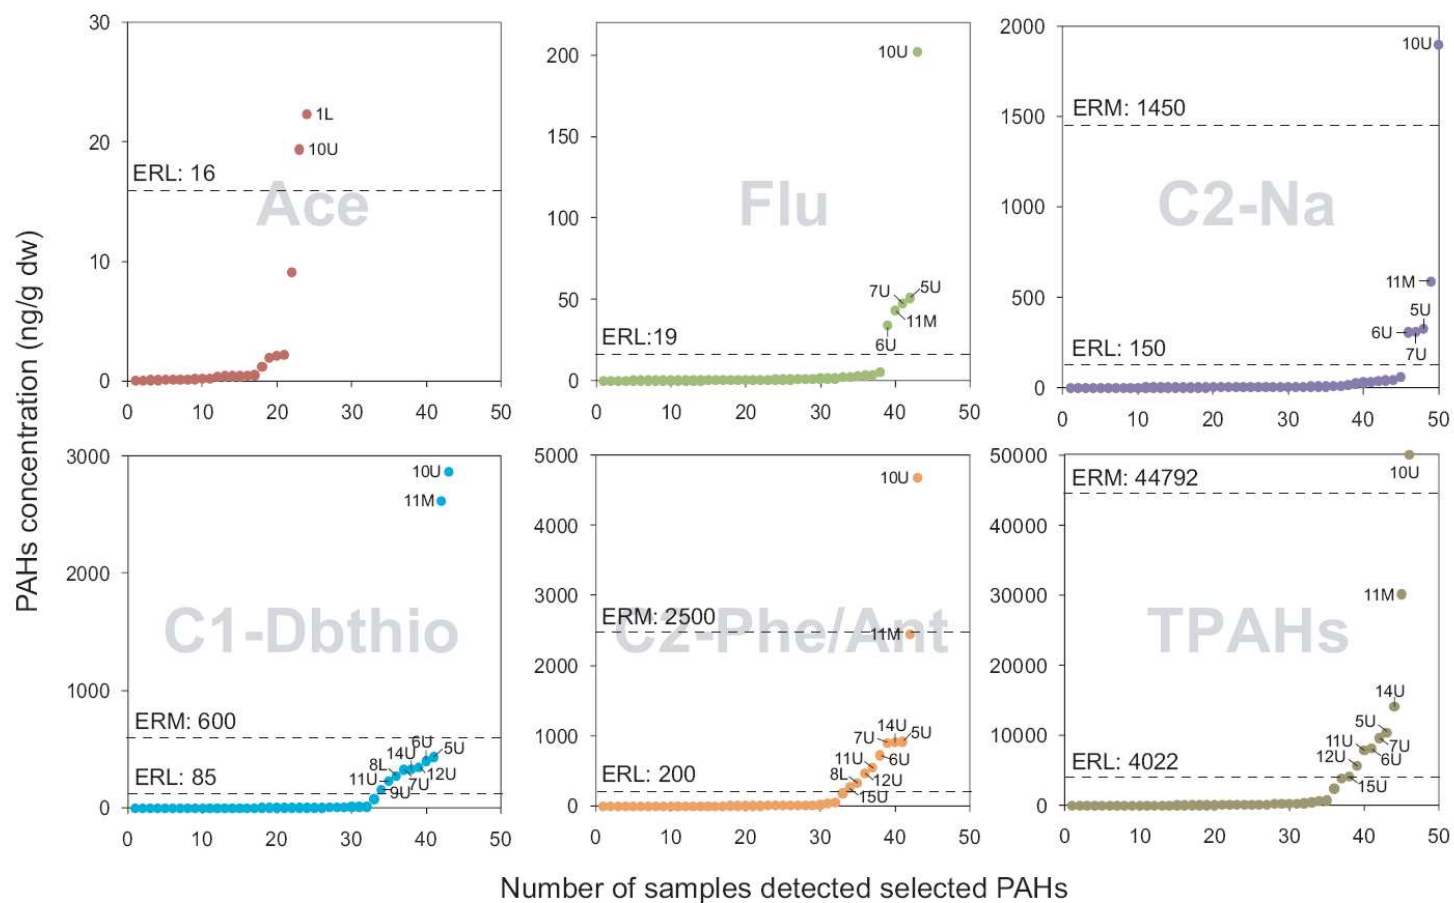 PAHs concentration (ng/g dw)
30
20
10
0
0 10 20 30 40 50
ERL: 16
1L
10U
Ace
200
150
100
50
0
0 10 20 30 40 50
10U
7U
5U
11M
6U
ERL:19
Flu
2000
1500
1000
500
0
0 10 20 30 40 50
10U
ERM: 1450
C2-Na
11M
5U
6U
7U
ERL: 150
3000
2000
1000
0
0 10 20 30 40 50
10U
11M
C1-Dbthio
ERM: 600
6U
14U
5U
8L
11U
12U
7U
9U
ERL: 85
5000
4000
3000
2000
1000
0
0 10 20 30 40 50
10U
ERM: 2500
11M
C2-Phe/Ant
14U
7U
5U
11U
6U
8L
12U
15U
ERL: 200
50000
40000
30000
20000
10000
0
0 10 20 30 40 50
10U
ERM: 44792
11M
TPAHs
14U
5U
11U
7U
12U
6U
15U
ERL: 4022
Number of samples detected selected PAHs